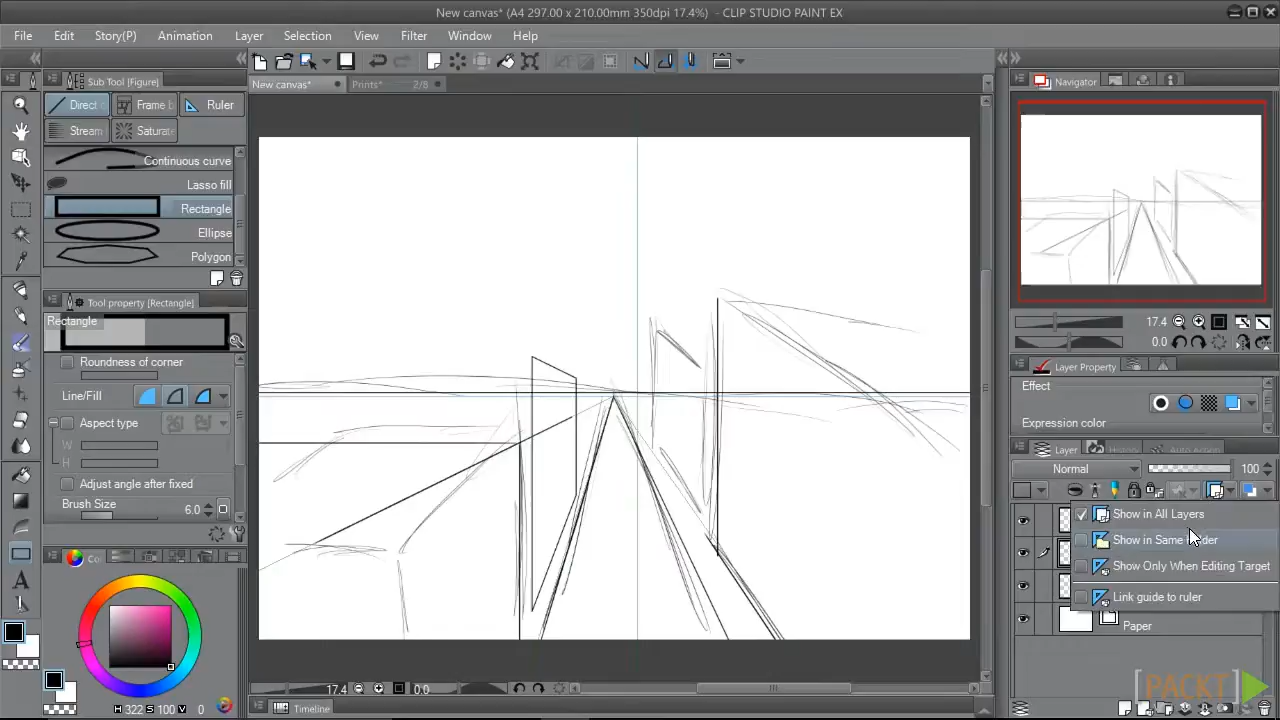 New canvas* (A4 297.00 x 210.00mm 350dpi 17.4%) - CLIP STUDIO PAINT EX
File Edit Story(P) Animation Layer Selection View Filter Window Help
Sub Tool [Figure]
New canvas*
Prints* 2/8
Navigator
Direct
Frame b
Ruler
Stream
Saturate
Continuous curve
Lasso fill
Rectangle
Ellipse
Polygon
Tool property [Rectangle]
Rectangle
Roundness of corner
Line/Fill
Aspect type
W
H
Adjust angle after fixed
Brush Size 6.0
Co
H 322 S 100 V 0
17.4
0.0
Timeline
17.4
0.0
Layer Property
Effect
Expression color
Layer
History
Auto Action
Normal
100
Show in All Layers
Show in Same
Show Only When Editing Target
Link guide to ruler
Paper
[PACKT]